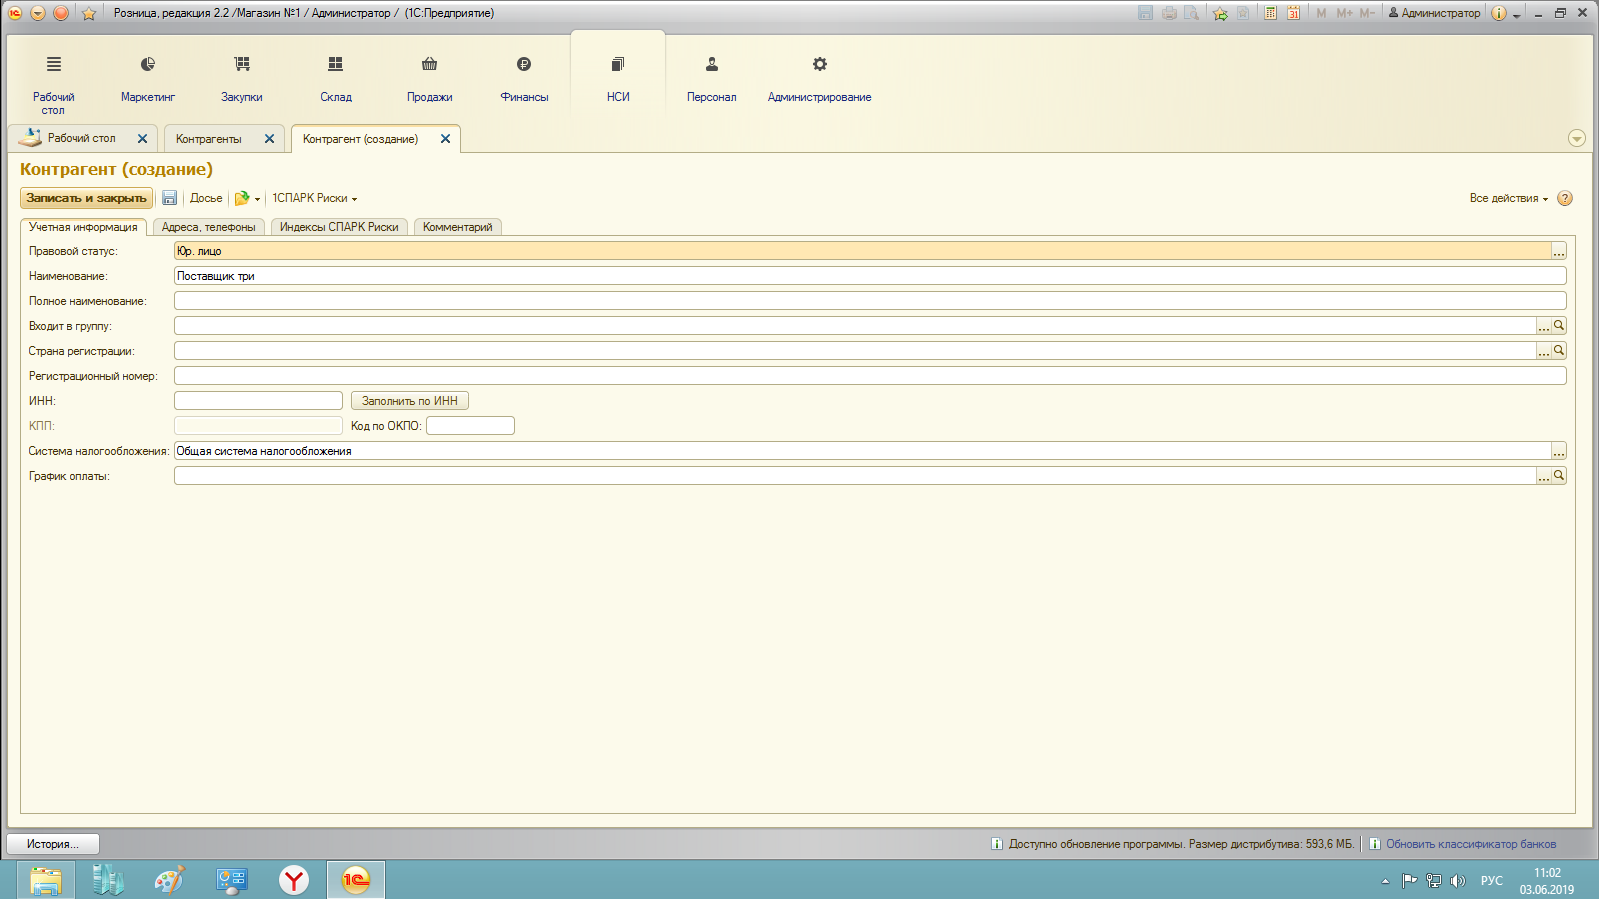 Розница, редакция 2.2 /Магазин №1 / Администратор / (1С:Предприятие)
31 M M+ M- Администратор
Рабочий стол
Маркетинг
Закупки
Склад
Продажи
Финансы
НСИ
Персонал
Администрирование
Рабочий стол
Контрагенты
Контрагент (создание)
Контрагент (создание)
Записать и закрыть
Досье
1СПАРК Риски
Все действия
?
Учетная информация
Адреса, телефоны
Индексы СПАРК Риски
Комментарий
Правовой статус: Юр. лицо ...
Наименование: Поставщик три
Полное наименование:
Входит в группу: ...
Страна регистрации: ...
Регистрационный номер:
ИНН: Заполнить по ИНН
КПП: Код по ОКПО:
Система налогообложения: Общая система налогообложения ...
График оплаты: ...
История...
Доступно обновление программы. Размер дистрибутива: 593,6 МБ.
Обновить классификатор банков
РУС
11:02
03.06.2019